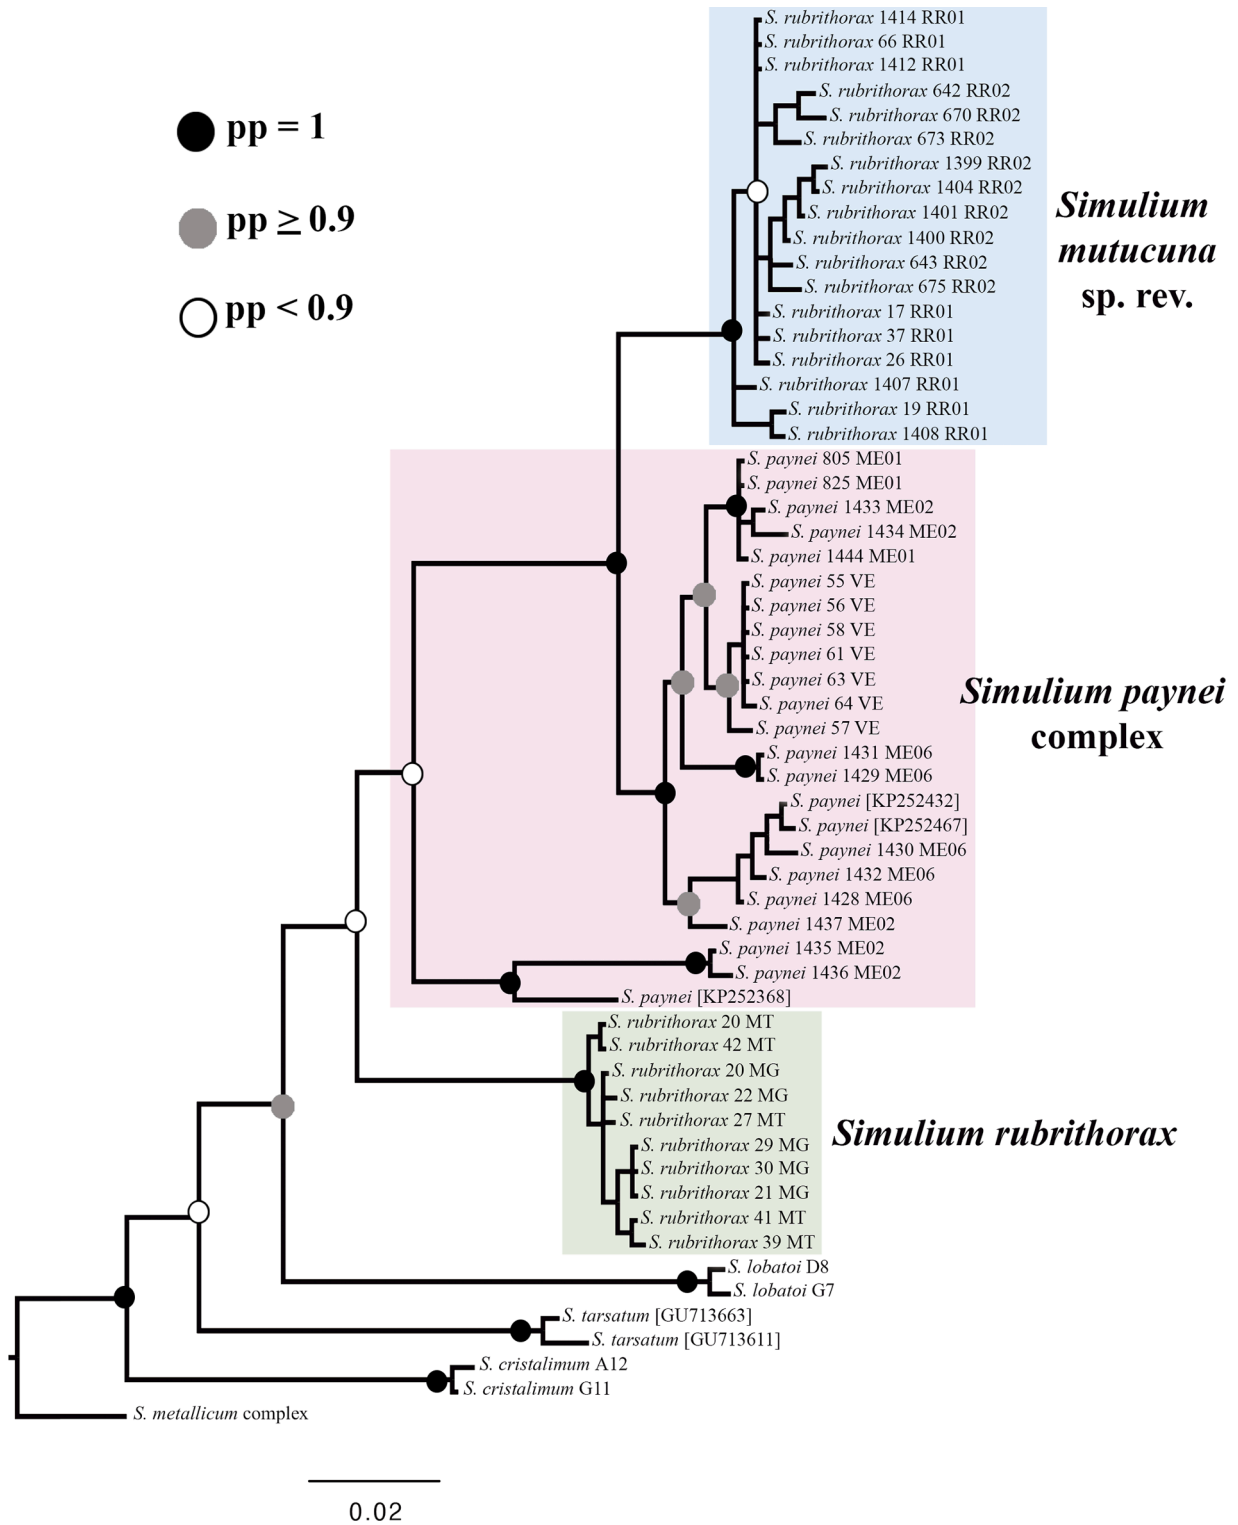 pp = 1
pp ≥ 0.9
pp < 0.9
S. rubrithorax 1414 RR01
S. rubrithorax 66 RR01
S. rubrithorax 1412 RR01
S. rubrithorax 642 RR02
S. rubrithorax 670 RR02
S. rubrithorax 673 RR02
S. rubrithorax 1399 RR02
S. rubrithorax 1404 RR02
S. rubrithorax 1401 RR02
S. rubrithorax 1400 RR02
S. rubrithorax 643 RR02
S. rubrithorax 675 RR02
S. rubrithorax 17 RR01
S. rubrithorax 37 RR01
S. rubrithorax 26 RR01
S. rubrithorax 1407 RR01
S. rubrithorax 19 RR01
S. rubrithorax 1408 RR01
Simulium
mutucuna
sp. rev.
S. paynei 805 ME01
S. paynei 825 ME01
S. paynei 1433 ME02
S. paynei 1434 ME02
S. paynei 1444 ME01
S. paynei 55 VE
S. paynei 56 VE
S. paynei 58 VE
S. paynei 61 VE
S. paynei 63 VE
S. paynei 64 VE
S. paynei 57 VE
S. paynei 1431 ME06
S. paynei 1429 ME06
S. paynei [KP252432]
S. paynei [KP252467]
S. paynei 1430 ME06
S. paynei 1432 ME06
S. paynei 1428 ME06
S. paynei 1437 ME02
S. paynei 1435 ME02
S. paynei 1436 ME02
S. paynei [KP252368]
Simulium paynei
complex
S. rubrithorax 20 MT
S. rubrithorax 42 MT
S. rubrithorax 20 MG
S. rubrithorax 22 MG
S. rubrithorax 27 MT
S. rubrithorax 29 MG
S. rubrithorax 30 MG
S. rubrithorax 21 MG
S. rubrithorax 41 MT
S. rubrithorax 39 MT
Simulium rubrithorax
S. lobatoi D8
S. lobatoi G7
S. tarsatum [GU713663]
S. tarsatum [GU713611]
S. cristalimum A12
S. cristalimum G11
S. metallicum complex
0.02